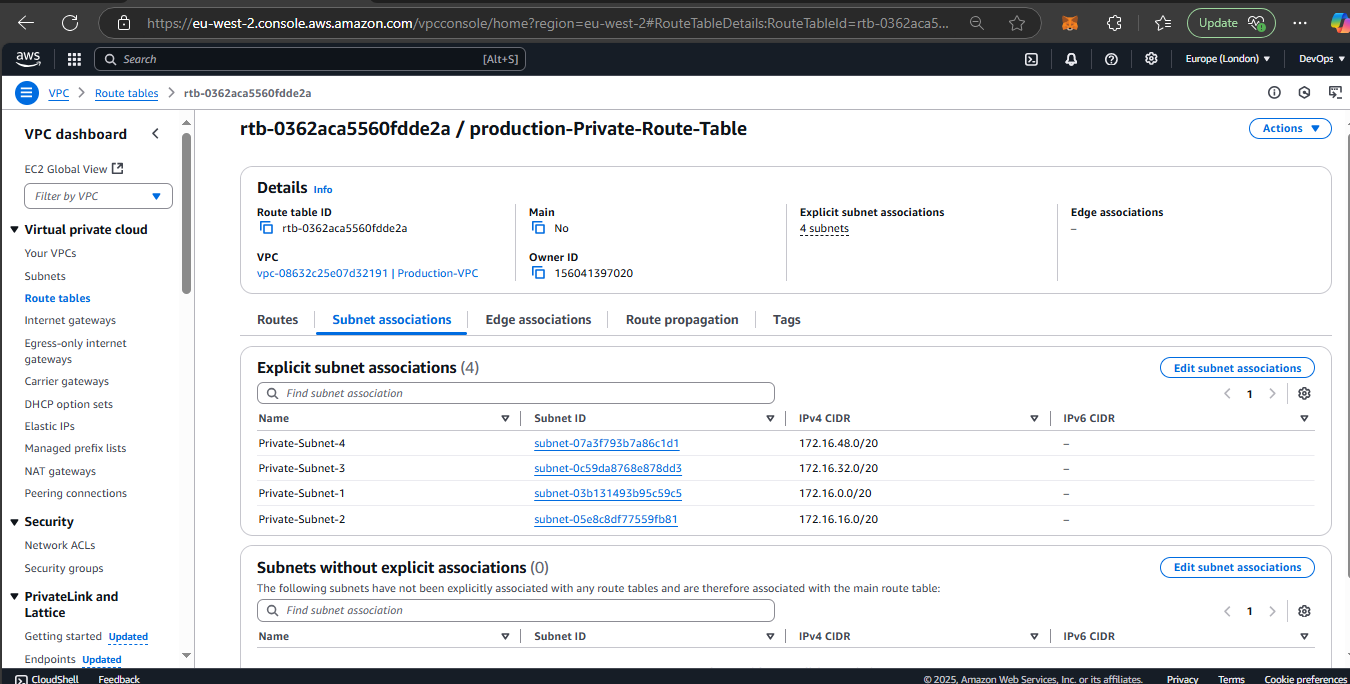 https://eu-west-2.console.aws.amazon.com/vpcconsole/home?region=eu-west-2#RouteTableDetails:RouteTableId=rtb-0362aca5...
Update
aws
Search
[Alt+S]
Europe (London)
DevOps
VPC
Route tables
rtb-0362aca5560fdde2a
VPC dashboard
EC2 Global View
Filter by VPC
Virtual private cloud
Your VPCs
Subnets
Route tables
Internet gateways
Egress-only internet
gateways
Carrier gateways
DHCP option sets
Elastic IPs
Managed prefix lists
NAT gateways
Peering connections
Security
Network ACLs
Security groups
PrivateLink and
Lattice
Getting started Updated
Endpoints Updated
rtb-0362aca5560fdde2a / production-Private-Route-Table
Actions
Details Info
Route table ID
rtb-0362aca5560fdde2a
Main
No
Explicit subnet associations
4 subnets
Edge associations
–
VPC
vpc-08632c25e07d32191 | Production-VPC
Owner ID
156041397020
Routes
Subnet associations
Edge associations
Route propagation
Tags
Explicit subnet associations (4)
Edit subnet associations
Find subnet association
1
Name Subnet ID IPv4 CIDR IPv6 CIDR
Private-Subnet-4 subnet-07a3f793b7a86c1d1 172.16.48.0/20 –
Private-Subnet-3 subnet-0c59da8768e878dd3 172.16.32.0/20 –
Private-Subnet-1 subnet-03b131493b95c59c5 172.16.0.0/20 –
Private-Subnet-2 subnet-05e8c8df77559fb81 172.16.16.0/20 –
Subnets without explicit associations (0)
Edit subnet associations
The following subnets have not been explicitly associated with any route tables and are therefore associated with the main route table:
Find subnet association
1
Name Subnet ID IPv4 CIDR IPv6 CIDR
CloudShell Feedback © 2025, Amazon Web Services, Inc. or its affiliates. Privacy Terms Cookie preferences